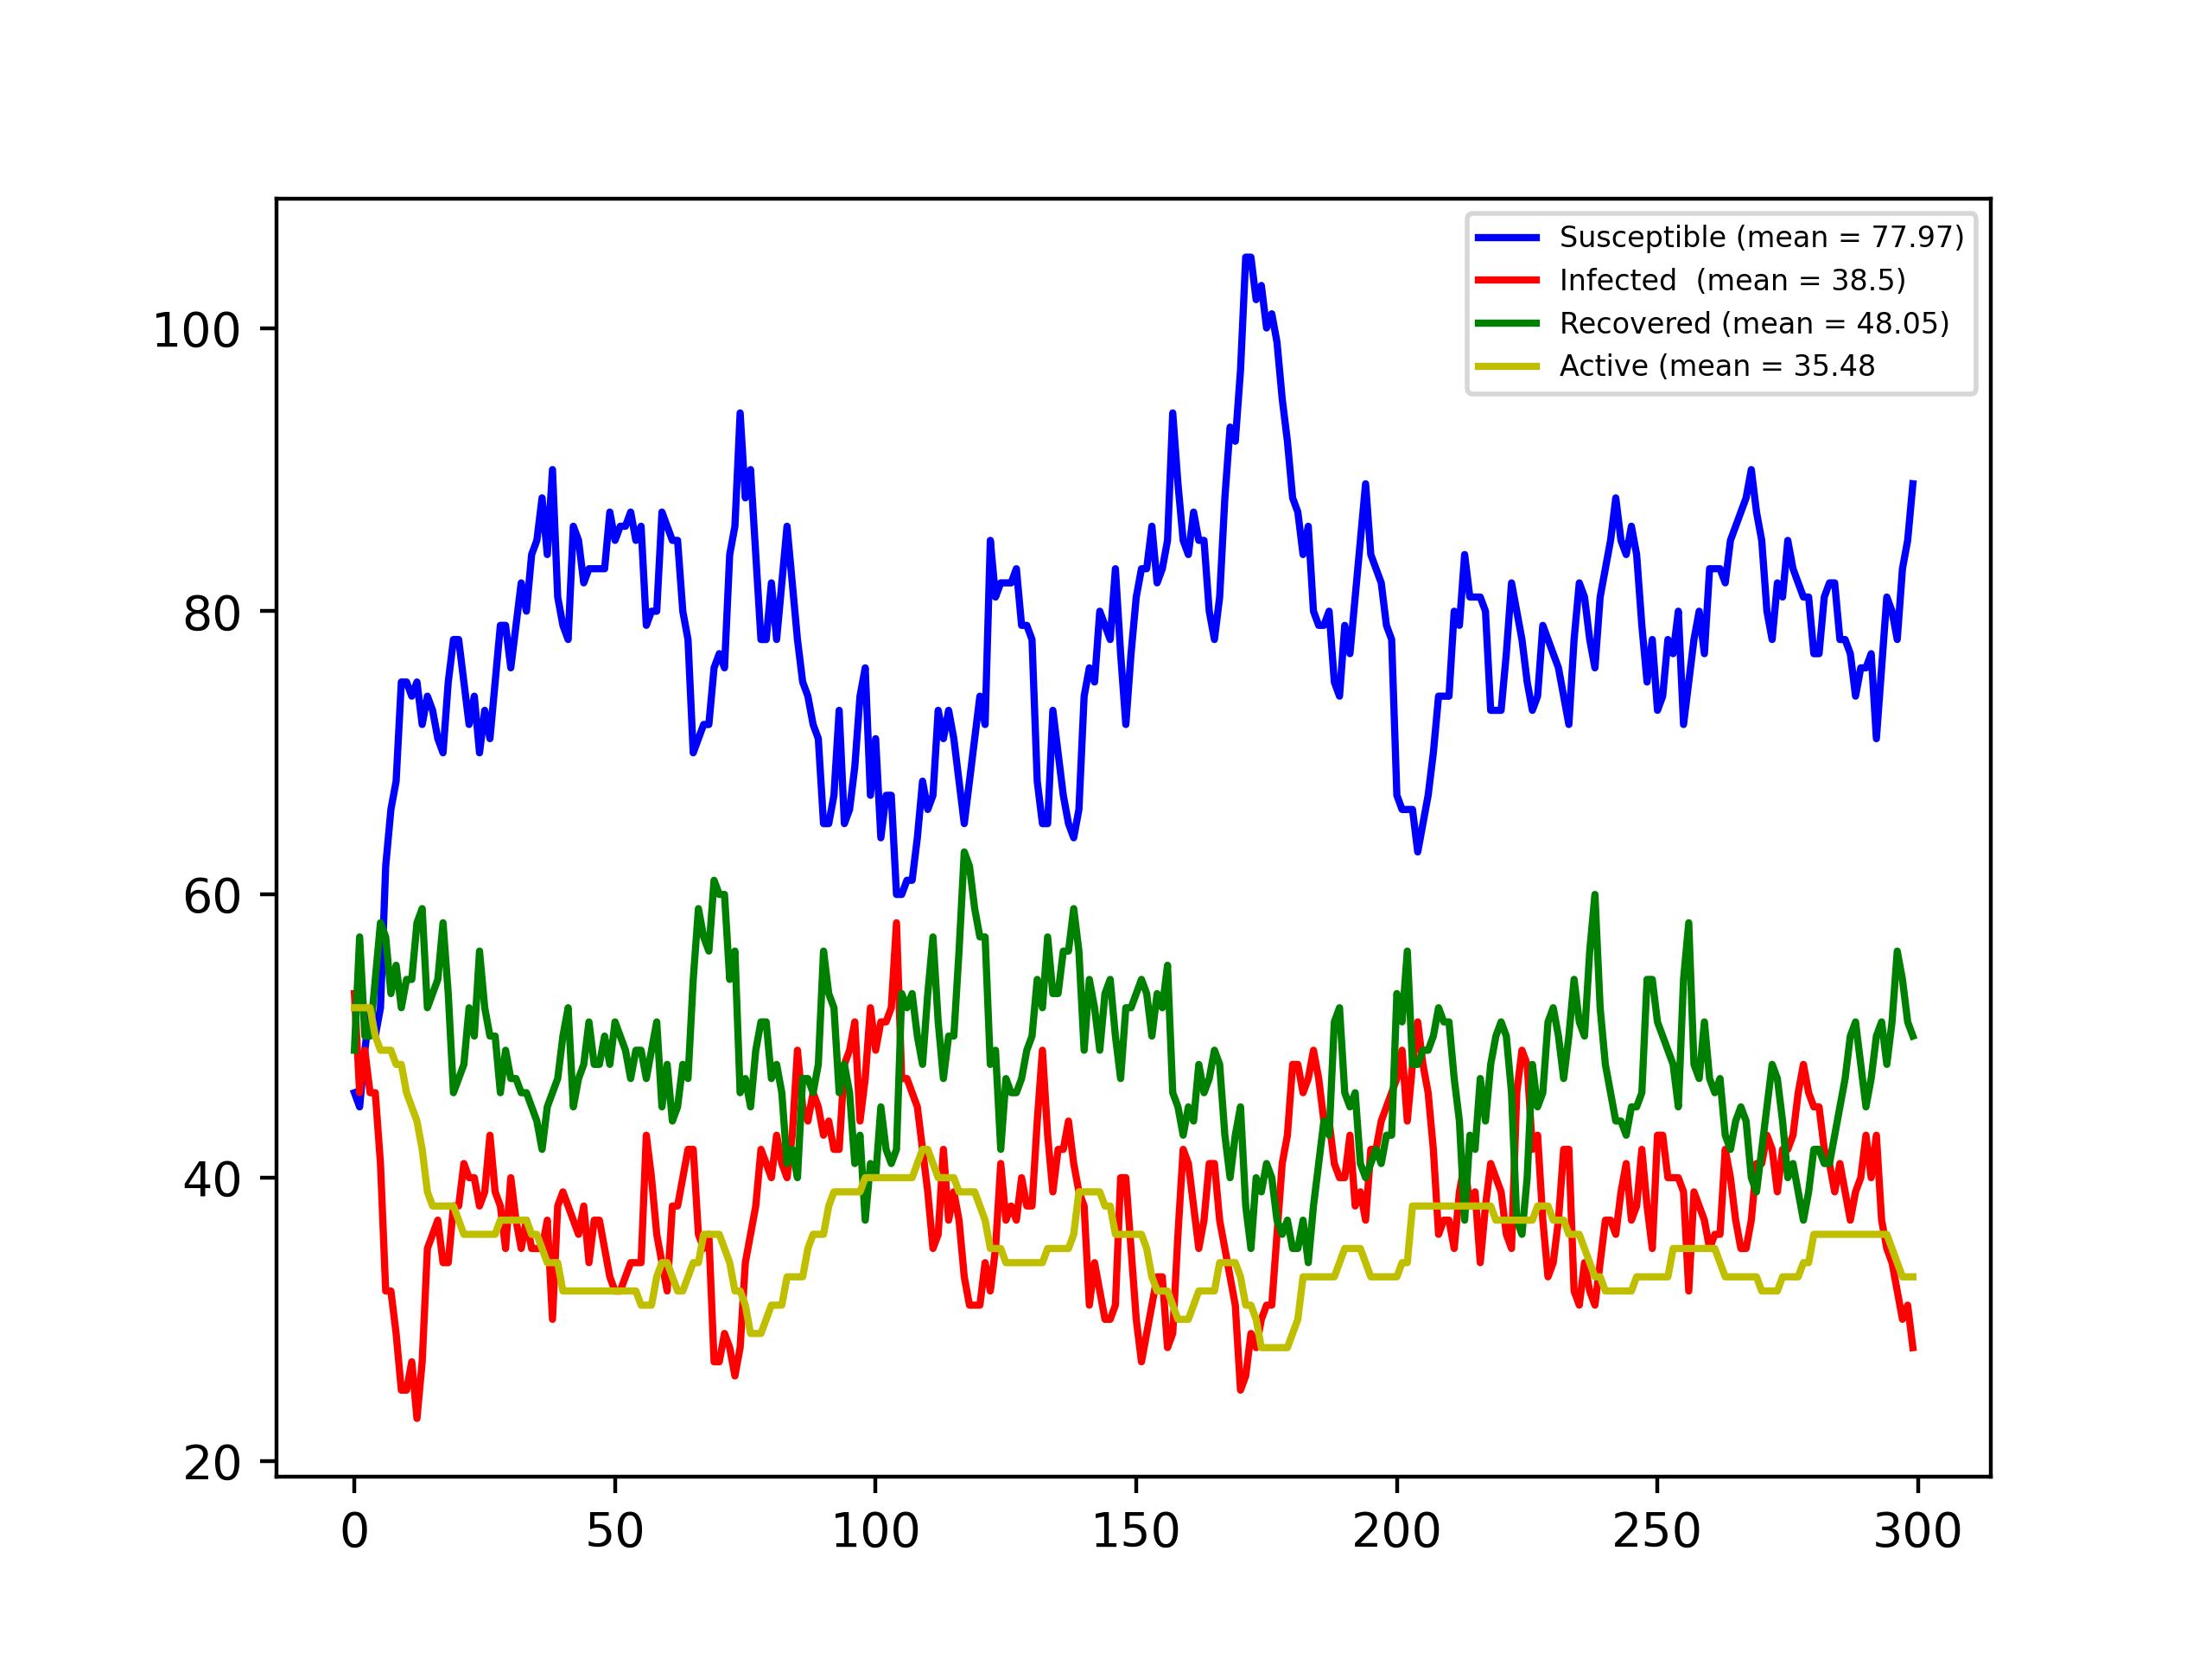 Susceptible (mean = 77.97)
Infected  (mean = 38.5)
Recovered (mean = 48.05)
Active (mean = 35.48
100
80
60
40
20
0 50 100 150 200 250 300